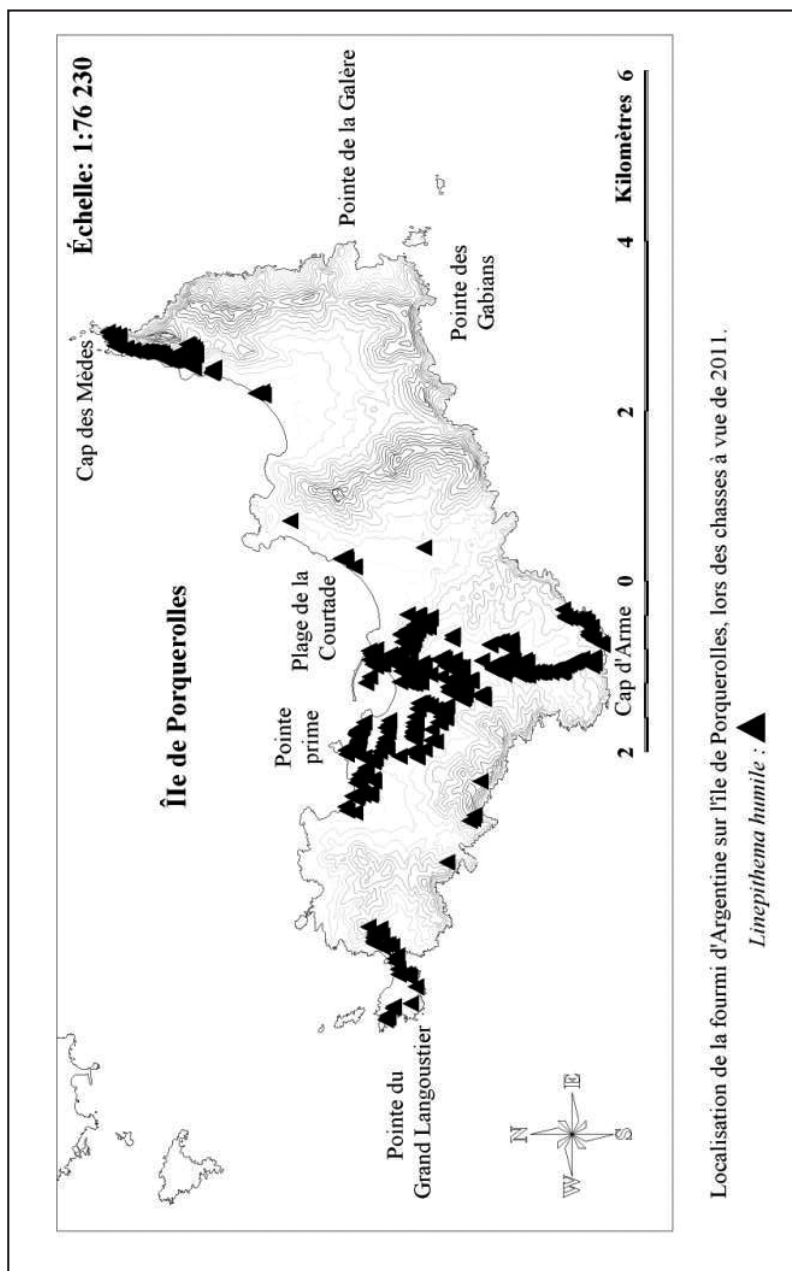 Échelle: 1:76 230
Cap des Mèdes
Île de Porquerolles
Pointe de la Galère
Plage de la
Courtade
Pointe
prime
Pointe du
Grand Langoustier
Pointe des
Gabians
N
W
E
S
Cap d'Arme
Kilomètres
2
0
2
4
6
Localisation de la fourmi d'Argentine sur l'île de Porquerolles, lors des chasses à vue de 2011.
Linepithema humile :